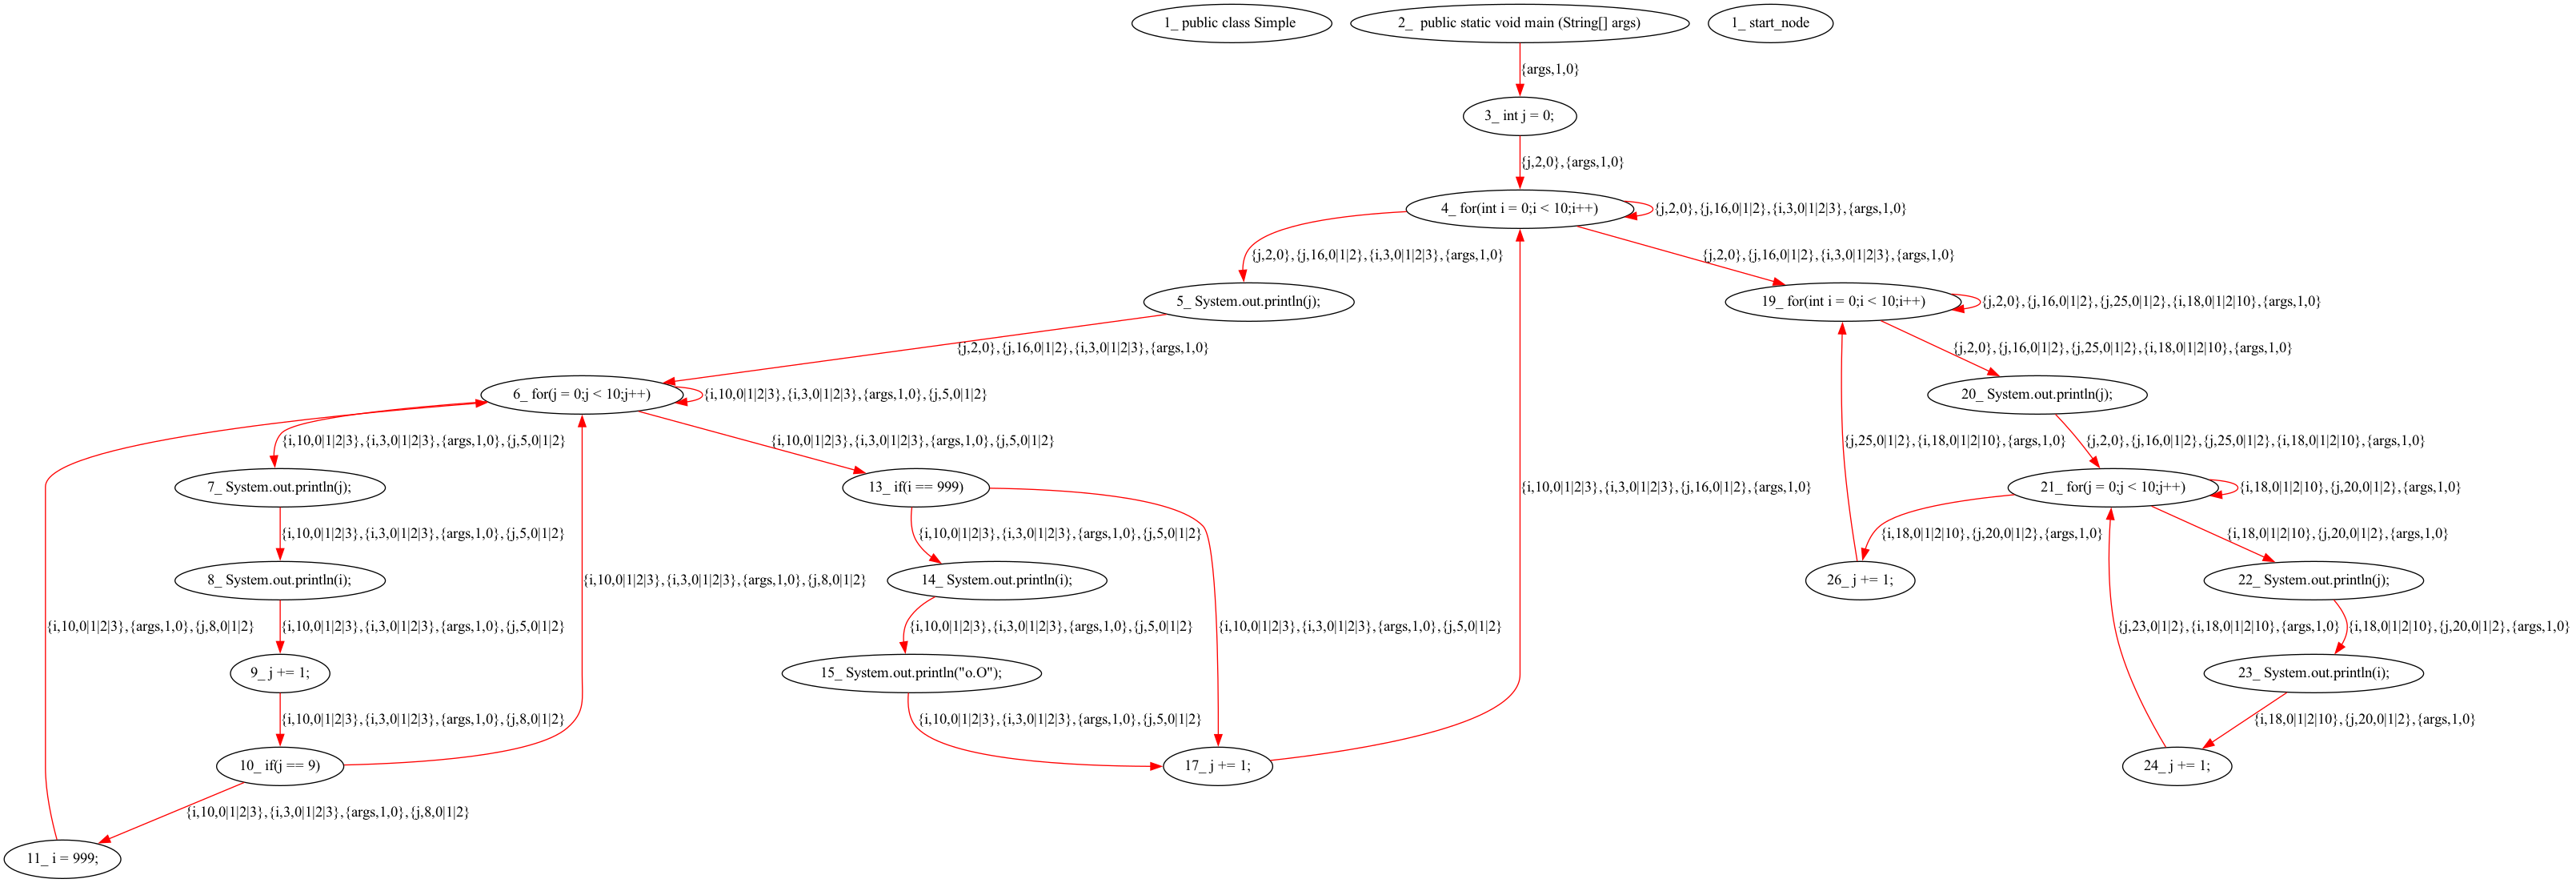 1_ public class Simple
2_  public static void main (String[] args)
1_ start_node
{args,1,0}
3_ int j = 0;
{j,2,0},{args,1,0}
4_ for(int i = 0;i < 10;i++)
{j,2,0},{j,16,0|1|2},{i,3,0|1|2|3},{args,1,0}
{j,2,0},{j,16,0|1|2},{i,3,0|1|2|3},{args,1,0}
{j,2,0},{j,16,0|1|2},{i,3,0|1|2|3},{args,1,0}
5_ System.out.println(j);
19_ for(int i = 0;i < 10;i++)
{j,2,0},{j,16,0|1|2},{j,25,0|1|2},{i,18,0|1|2|10},{args,1,0}
{j,2,0},{j,16,0|1|2},{i,3,0|1|2|3},{args,1,0}
{j,2,0},{j,16,0|1|2},{j,25,0|1|2},{i,18,0|1|2|10},{args,1,0}
6_ for(j = 0;j < 10;j++)
{i,10,0|1|2|3},{i,3,0|1|2|3},{args,1,0},{j,5,0|1|2}
20_ System.out.println(j);
{i,10,0|1|2|3},{i,3,0|1|2|3},{args,1,0},{j,5,0|1|2}
{i,10,0|1|2|3},{i,3,0|1|2|3},{args,1,0},{j,5,0|1|2}
{j,25,0|1|2},{i,18,0|1|2|10},{args,1,0}
{j,2,0},{j,16,0|1|2},{j,25,0|1|2},{i,18,0|1|2|10},{args,1,0}
7_ System.out.println(j);
13_ if(i == 999)
{i,10,0|1|2|3},{i,3,0|1|2|3},{j,16,0|1|2},{args,1,0}
21_ for(j = 0;j < 10;j++)
{i,18,0|1|2|10},{j,20,0|1|2},{args,1,0}
{i,10,0|1|2|3},{i,3,0|1|2|3},{args,1,0},{j,5,0|1|2}
{i,10,0|1|2|3},{i,3,0|1|2|3},{args,1,0},{j,5,0|1|2}
{i,18,0|1|2|10},{j,20,0|1|2},{args,1,0}
{i,18,0|1|2|10},{j,20,0|1|2},{args,1,0}
8_ System.out.println(i);
{i,10,0|1|2|3},{i,3,0|1|2|3},{args,1,0},{j,8,0|1|2}
14_ System.out.println(i);
26_ j += 1;
22_ System.out.println(j);
{i,10,0|1|2|3},{args,1,0},{j,8,0|1|2}
{i,10,0|1|2|3},{i,3,0|1|2|3},{args,1,0},{j,5,0|1|2}
{i,10,0|1|2|3},{i,3,0|1|2|3},{args,1,0},{j,5,0|1|2}
{i,10,0|1|2|3},{i,3,0|1|2|3},{args,1,0},{j,5,0|1|2}
{j,23,0|1|2},{i,18,0|1|2|10},{args,1,0}
{i,18,0|1|2|10},{j,20,0|1|2},{args,1,0}
9_ j += 1;
15_ System.out.println("o.O");
23_ System.out.println(i);
{i,10,0|1|2|3},{i,3,0|1|2|3},{args,1,0},{j,8,0|1|2}
{i,10,0|1|2|3},{i,3,0|1|2|3},{args,1,0},{j,5,0|1|2}
{i,18,0|1|2|10},{j,20,0|1|2},{args,1,0}
10_ if(j == 9)
17_ j += 1;
24_ j += 1;
{i,10,0|1|2|3},{i,3,0|1|2|3},{args,1,0},{j,8,0|1|2}
11_ i = 999;